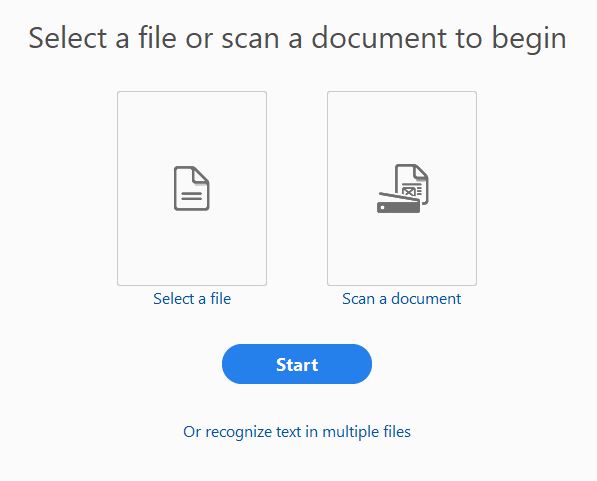 Select a file or scan a document to begin
Select a file
Scan a document
Start
Or recognize text in multiple files